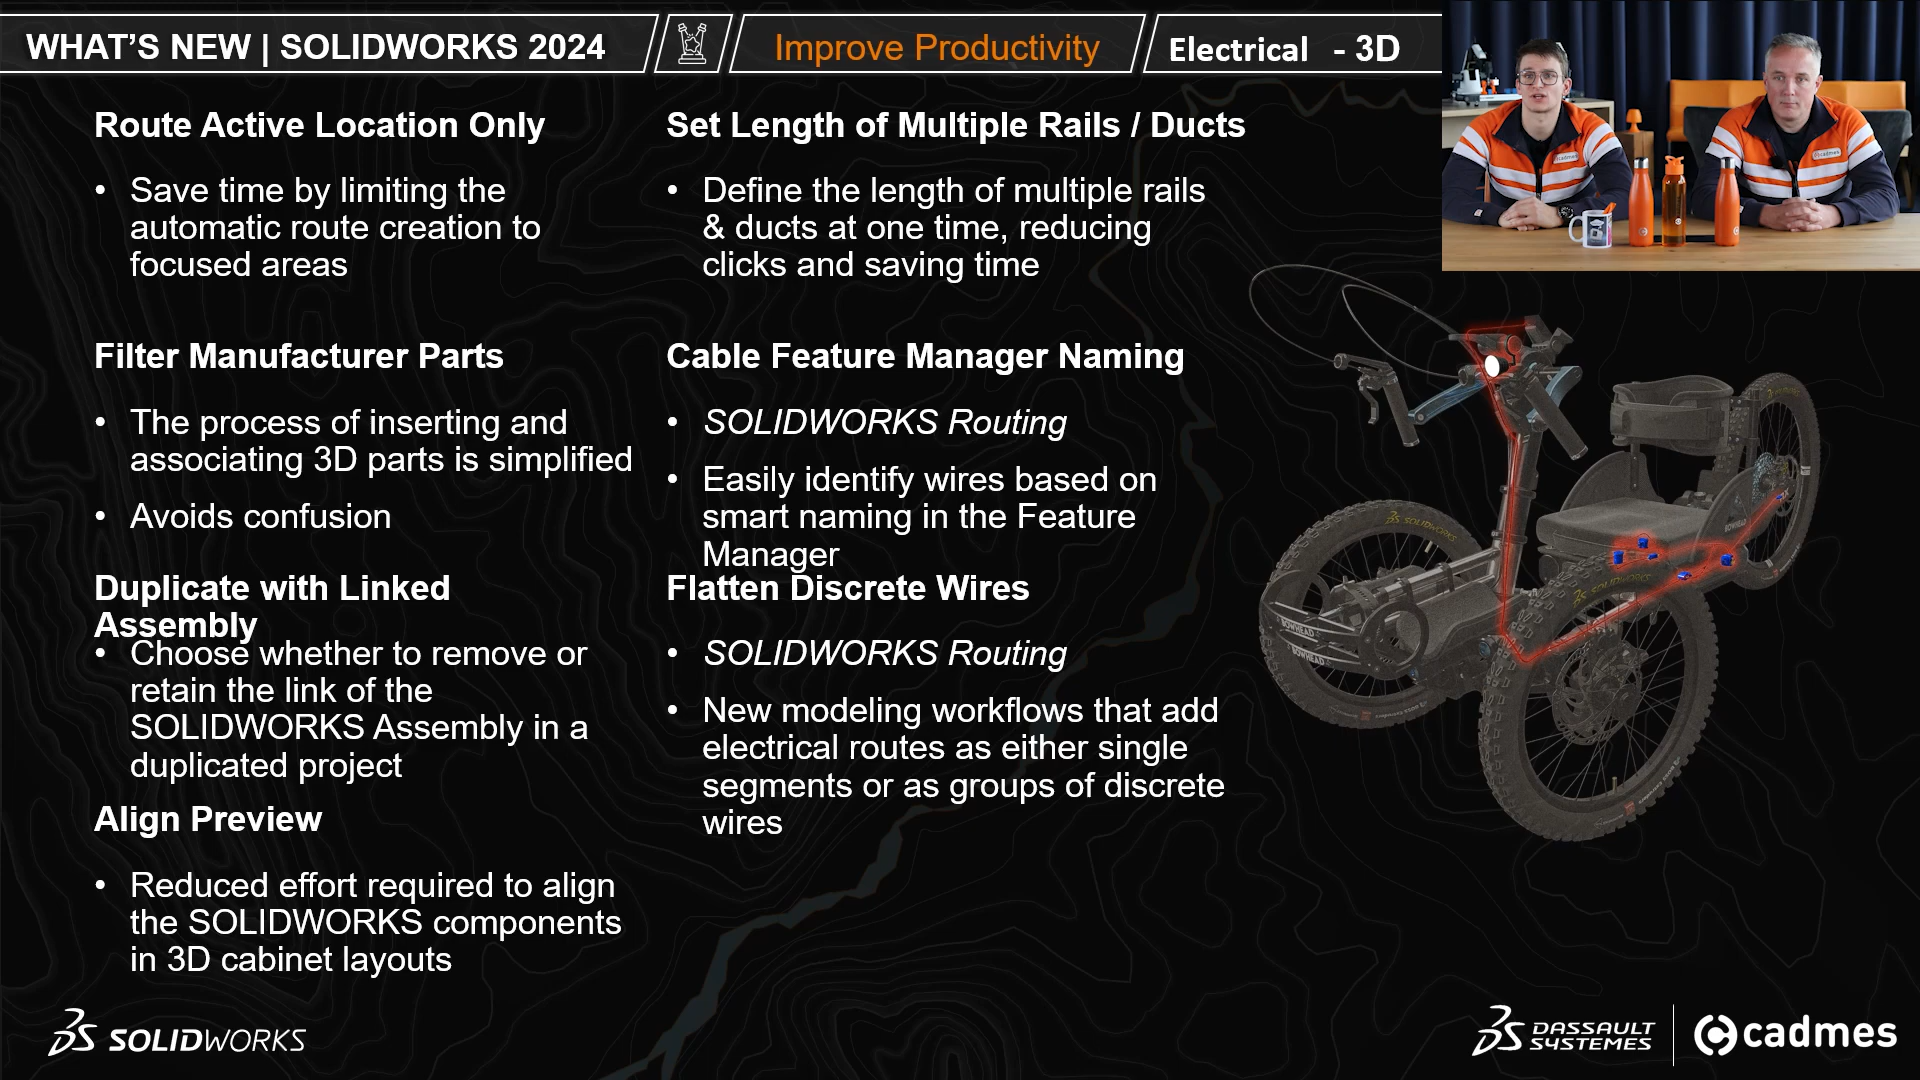 WHAT'S NEW | SOLIDWORKS 2024
Improve Productivity
Electrical - 3D
Route Active Location Only
• Save time by limiting the
automatic route creation to
focused areas
Filter Manufacturer Parts
• The process of inserting and
associating 3D parts is simplified
• Avoids confusion
Duplicate with Linked
Assembly
• Choose whether to remove or
retain the link of the
SOLIDWORKS Assembly in a
duplicated project
Align Preview
• Reduced effort required to align
the SOLIDWORKS components
in 3D cabinet layouts
Set Length of Multiple Rails / Ducts
• Define the length of multiple rails
& ducts at one time, reducing
clicks and saving time
Cable Feature Manager Naming
• SOLIDWORKS Routing
• Easily identify wires based on
smart naming in the Feature
Manager
Flatten Discrete Wires
• SOLIDWORKS Routing
• New modeling workflows that add
electrical routes as either single
segments or as groups of discrete
wires
cadmes
cadmes
SOLIDWORKS
SOLIDWORKS
BOWHEAD
BOWHEAD
BOWHEAD
SOLIDWORKS
DASSAULT
SYSTEMES
cadmes